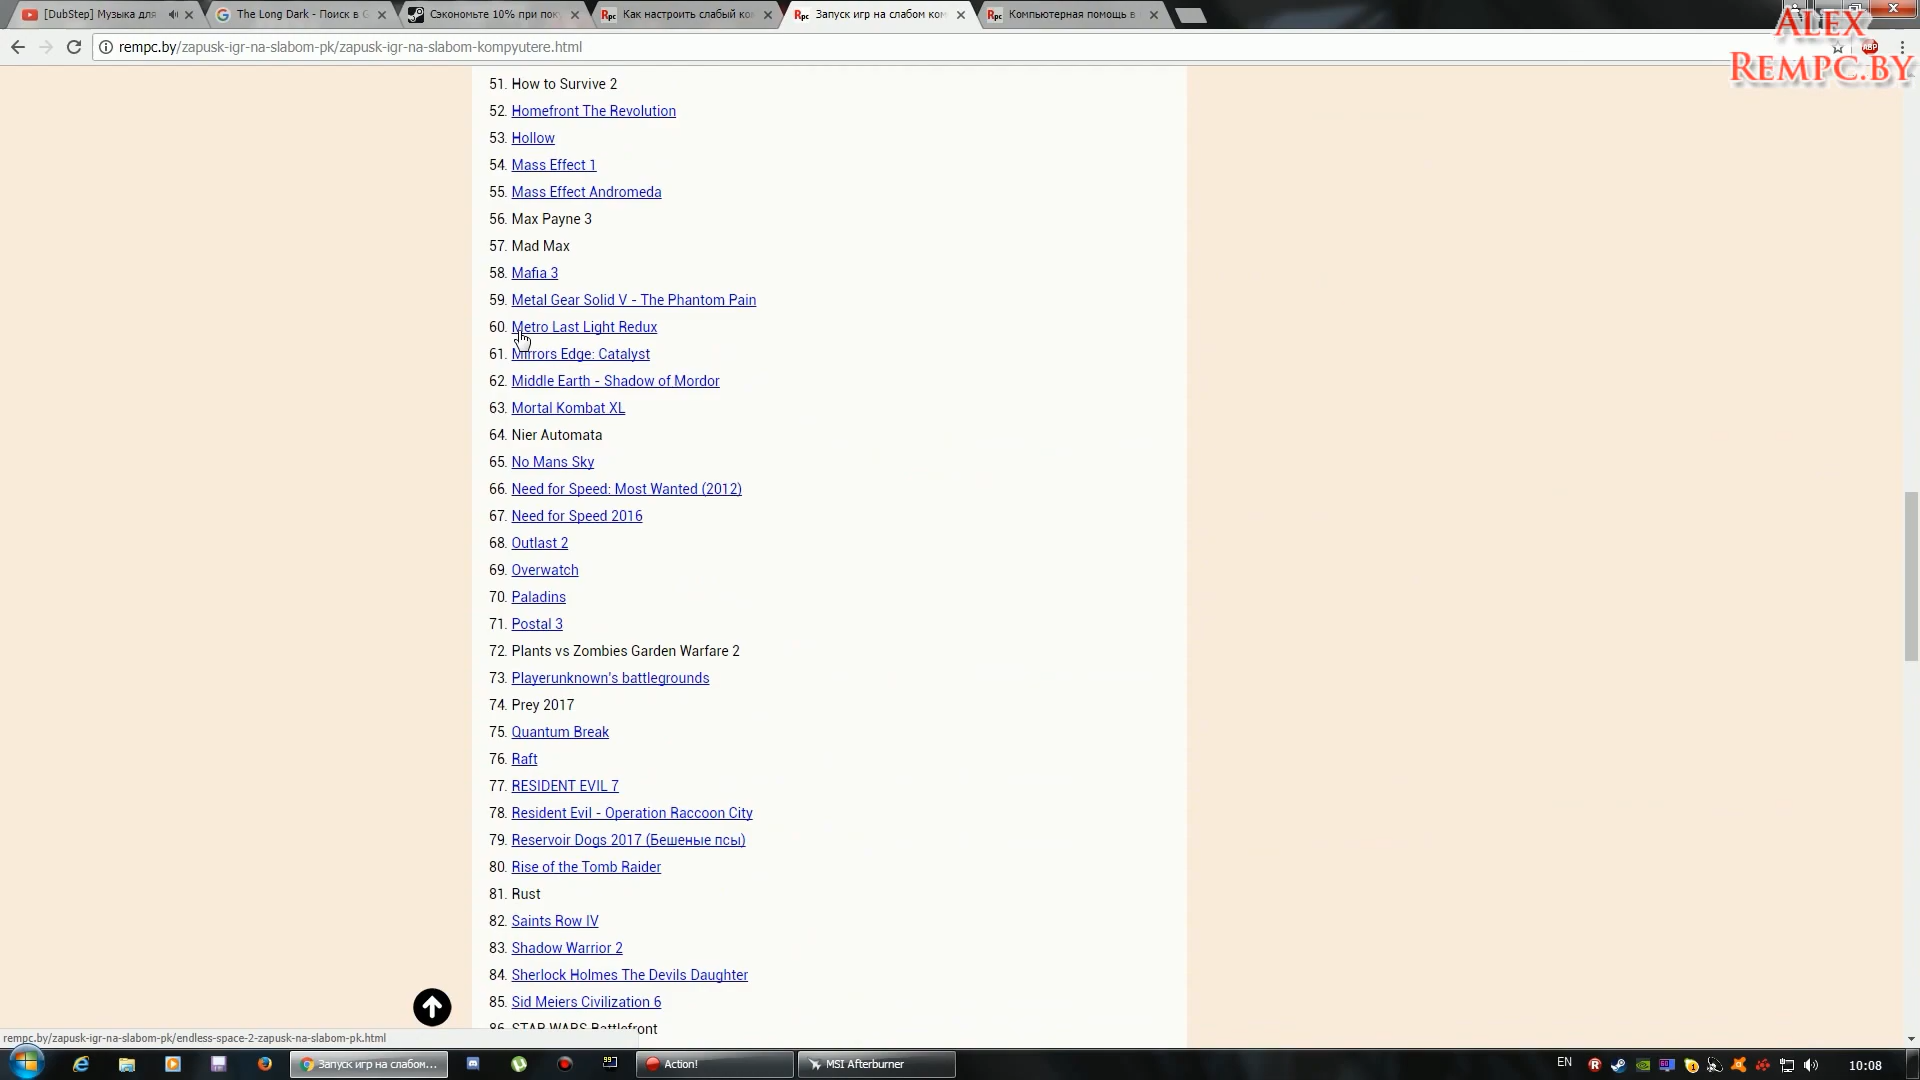 [DubStep] Музыка для
The Long Dark - Поиск в G
Сэкономьте 10% при пок
Как настроить слабый ко
Запуск игр на слабом ком
Компьютерная помощь в
rempc.by/zapusk-igr-na-slabom-pk/zapusk-igr-na-slabom-kompyutere.html
ALEX
REMPC.BY
51. How to Survive 2
52. Homefront The Revolution
53. Hollow
54. Mass Effect 1
55. Mass Effect Andromeda
56. Max Payne 3
57. Mad Max
58. Mafia 3
59. Metal Gear Solid V - The Phantom Pain
60. Metro Last Light Redux
61. Mirrors Edge: Catalyst
62. Middle Earth - Shadow of Mordor
63. Mortal Kombat XL
64. Nier Automata
65. No Mans Sky
66. Need for Speed: Most Wanted (2012)
67. Need for Speed 2016
68. Outlast 2
69. Overwatch
70. Paladins
71. Postal 3
72. Plants vs Zombies Garden Warfare 2
73. Playerunknown's battlegrounds
74. Prey 2017
75. Quantum Break
76. Raft
77. RESIDENT EVIL 7
78. Resident Evil - Operation Raccoon City
79. Reservoir Dogs 2017 (Бешеные псы)
80. Rise of the Tomb Raider
81. Rust
82. Saints Row IV
83. Shadow Warrior 2
84. Sherlock Holmes The Devils Daughter
85. Sid Meiers Civilization 6
86. STAR WARS Battlefront
rempc.by/zapusk-igr-na-slabom-pk/endless-space-2-zapusk-na-slabom-pk.html
Запуск игр на слабом...
Action!
MSI Afterburner
EN
10:08